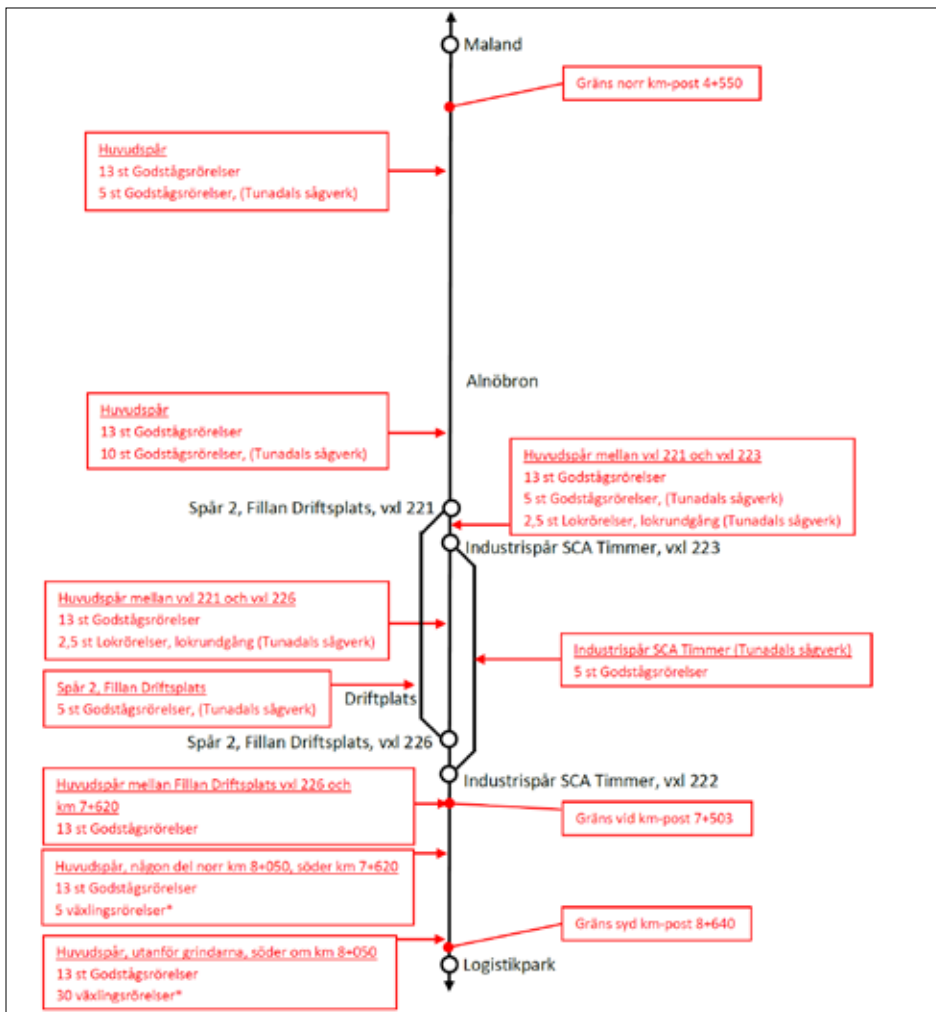 Maland
Gräns norr km-post 4+550
Huvudspår
13 st Godstågsrörelser
5 st Godstågsrörelser, (Tunadals sågverk)
Alnöbron
Huvudspår
13 st Godstågsrörelser
10 st Godstågsrörelser, (Tunadals sågverk)
Huvudspår mellan vxl 221 och vxl 223
13 st Godstågsrörelser
5 st Godstågsrörelser, (Tunadals sågverk)
2,5 st Lokrörelser, lokrundgång (Tunadals sågverk)
Spår 2, Fillan Driftsplats, vxl 221
Industrispår SCA Timmer, vxl 223
Huvudspår mellan vxl 221 och vxl 226
13 st Godstågsrörelser
2,5 st Lokrörelser, lokrundgång (Tunadals sågverk)
Industrispår SCA Timmer (Tunadals sågverk)
5 st Godstågsrörelser
Spår 2, Fillan Driftsplats
5 st Godstågsrörelser, (Tunadals sågverk)
Driftplats
Spår 2, Fillan Driftsplats, vxl 226
Industrispår SCA Timmer, vxl 222
Huvudspår mellan Fillan Driftsplats vxl 226 och
km 7+620
13 st Godstågsrörelser
Gräns vid km-post 7+503
Huvudspår, någon del norr km 8+050, söder km 7+620
13 st Godstågsrörelser
5 växlingsrörelser*
Gräns syd km-post 8+640
Huvudspår, utanför grindarna, söder om km 8+050
13 st Godstågsrörelser
30 växlingsrörelser*
Logistikpark